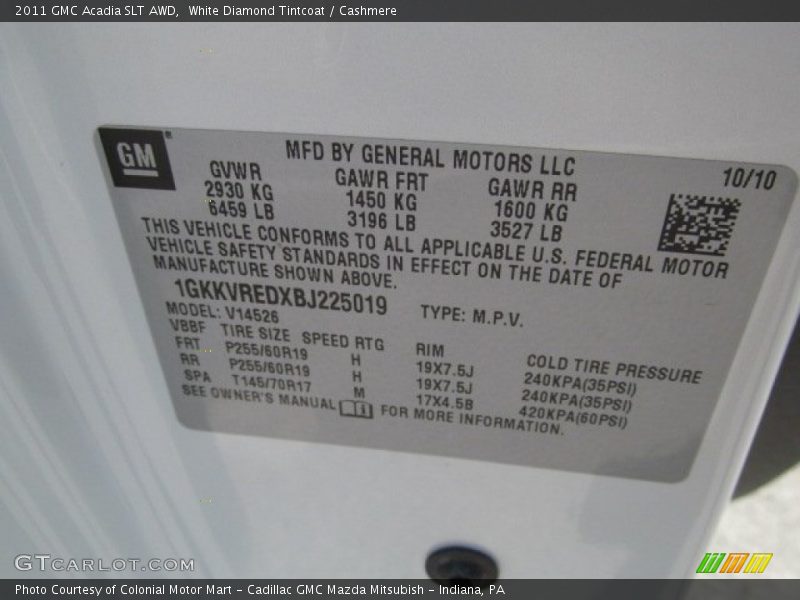 2011 GMC Acadia SLT AWD, White Diamond Tintcoat / Cashmere
GM
MFD BY GENERAL MOTORS LLC
10/10
GVWR GAWR FRT GAWR RR
2930 KG 1450 KG 1600 KG
6459 LB 3196 LB 3527 LB
THIS VEHICLE CONFORMS TO ALL APPLICABLE U.S. FEDERAL MOTOR
VEHICLE SAFETY STANDARDS IN EFFECT ON THE DATE OF
MANUFACTURE SHOWN ABOVE.
1GKKVREDXBJ225019 TYPE: M.P.V.
MODEL: V14526
VBBF TIRE SIZE SPEED RTG RIM COLD TIRE PRESSURE
FRT P255/60R19 H 19X7.5J 240KPA(35PSI)
RR P255/60R19 H 19X7.5J 240KPA(35PSI)
SPA T145/70R17 M 17X4.5B 420KPA(60PSI)
SEE OWNER'S MANUAL FOR MORE INFORMATION.
GTCARLOT.COM
Photo Courtesy of Colonial Motor Mart - Cadillac GMC Mazda Mitsubish - Indiana, PA